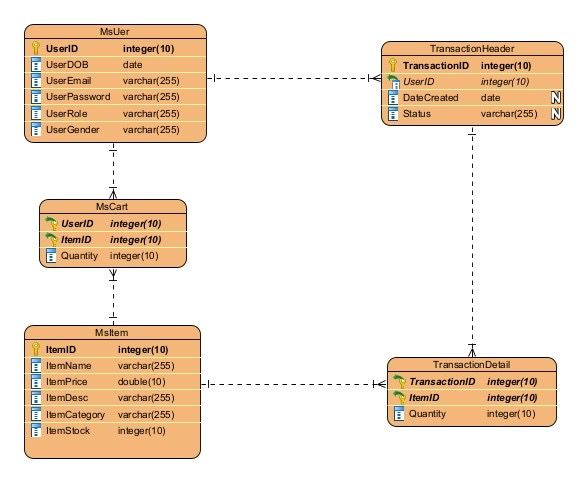 MsUer
UserID integer(10)
UserDOB date
UserEmail varchar(255)
UserPassword varchar(255)
UserRole varchar(255)
UserGender varchar(255)
TransactionHeader
TransactionID integer(10)
UserID integer(10)
DateCreated date N
Status varchar(255) N
MsCart
UserID integer(10)
ItemID integer(10)
Quantity integer(10)
MsItem
ItemID integer(10)
ItemName varchar(255)
ItemPrice double(10)
ItemDesc varchar(255)
ItemCategory varchar(255)
ItemStock integer(10)
TransactionDetail
TransactionID integer(10)
ItemID integer(10)
Quantity integer(10)